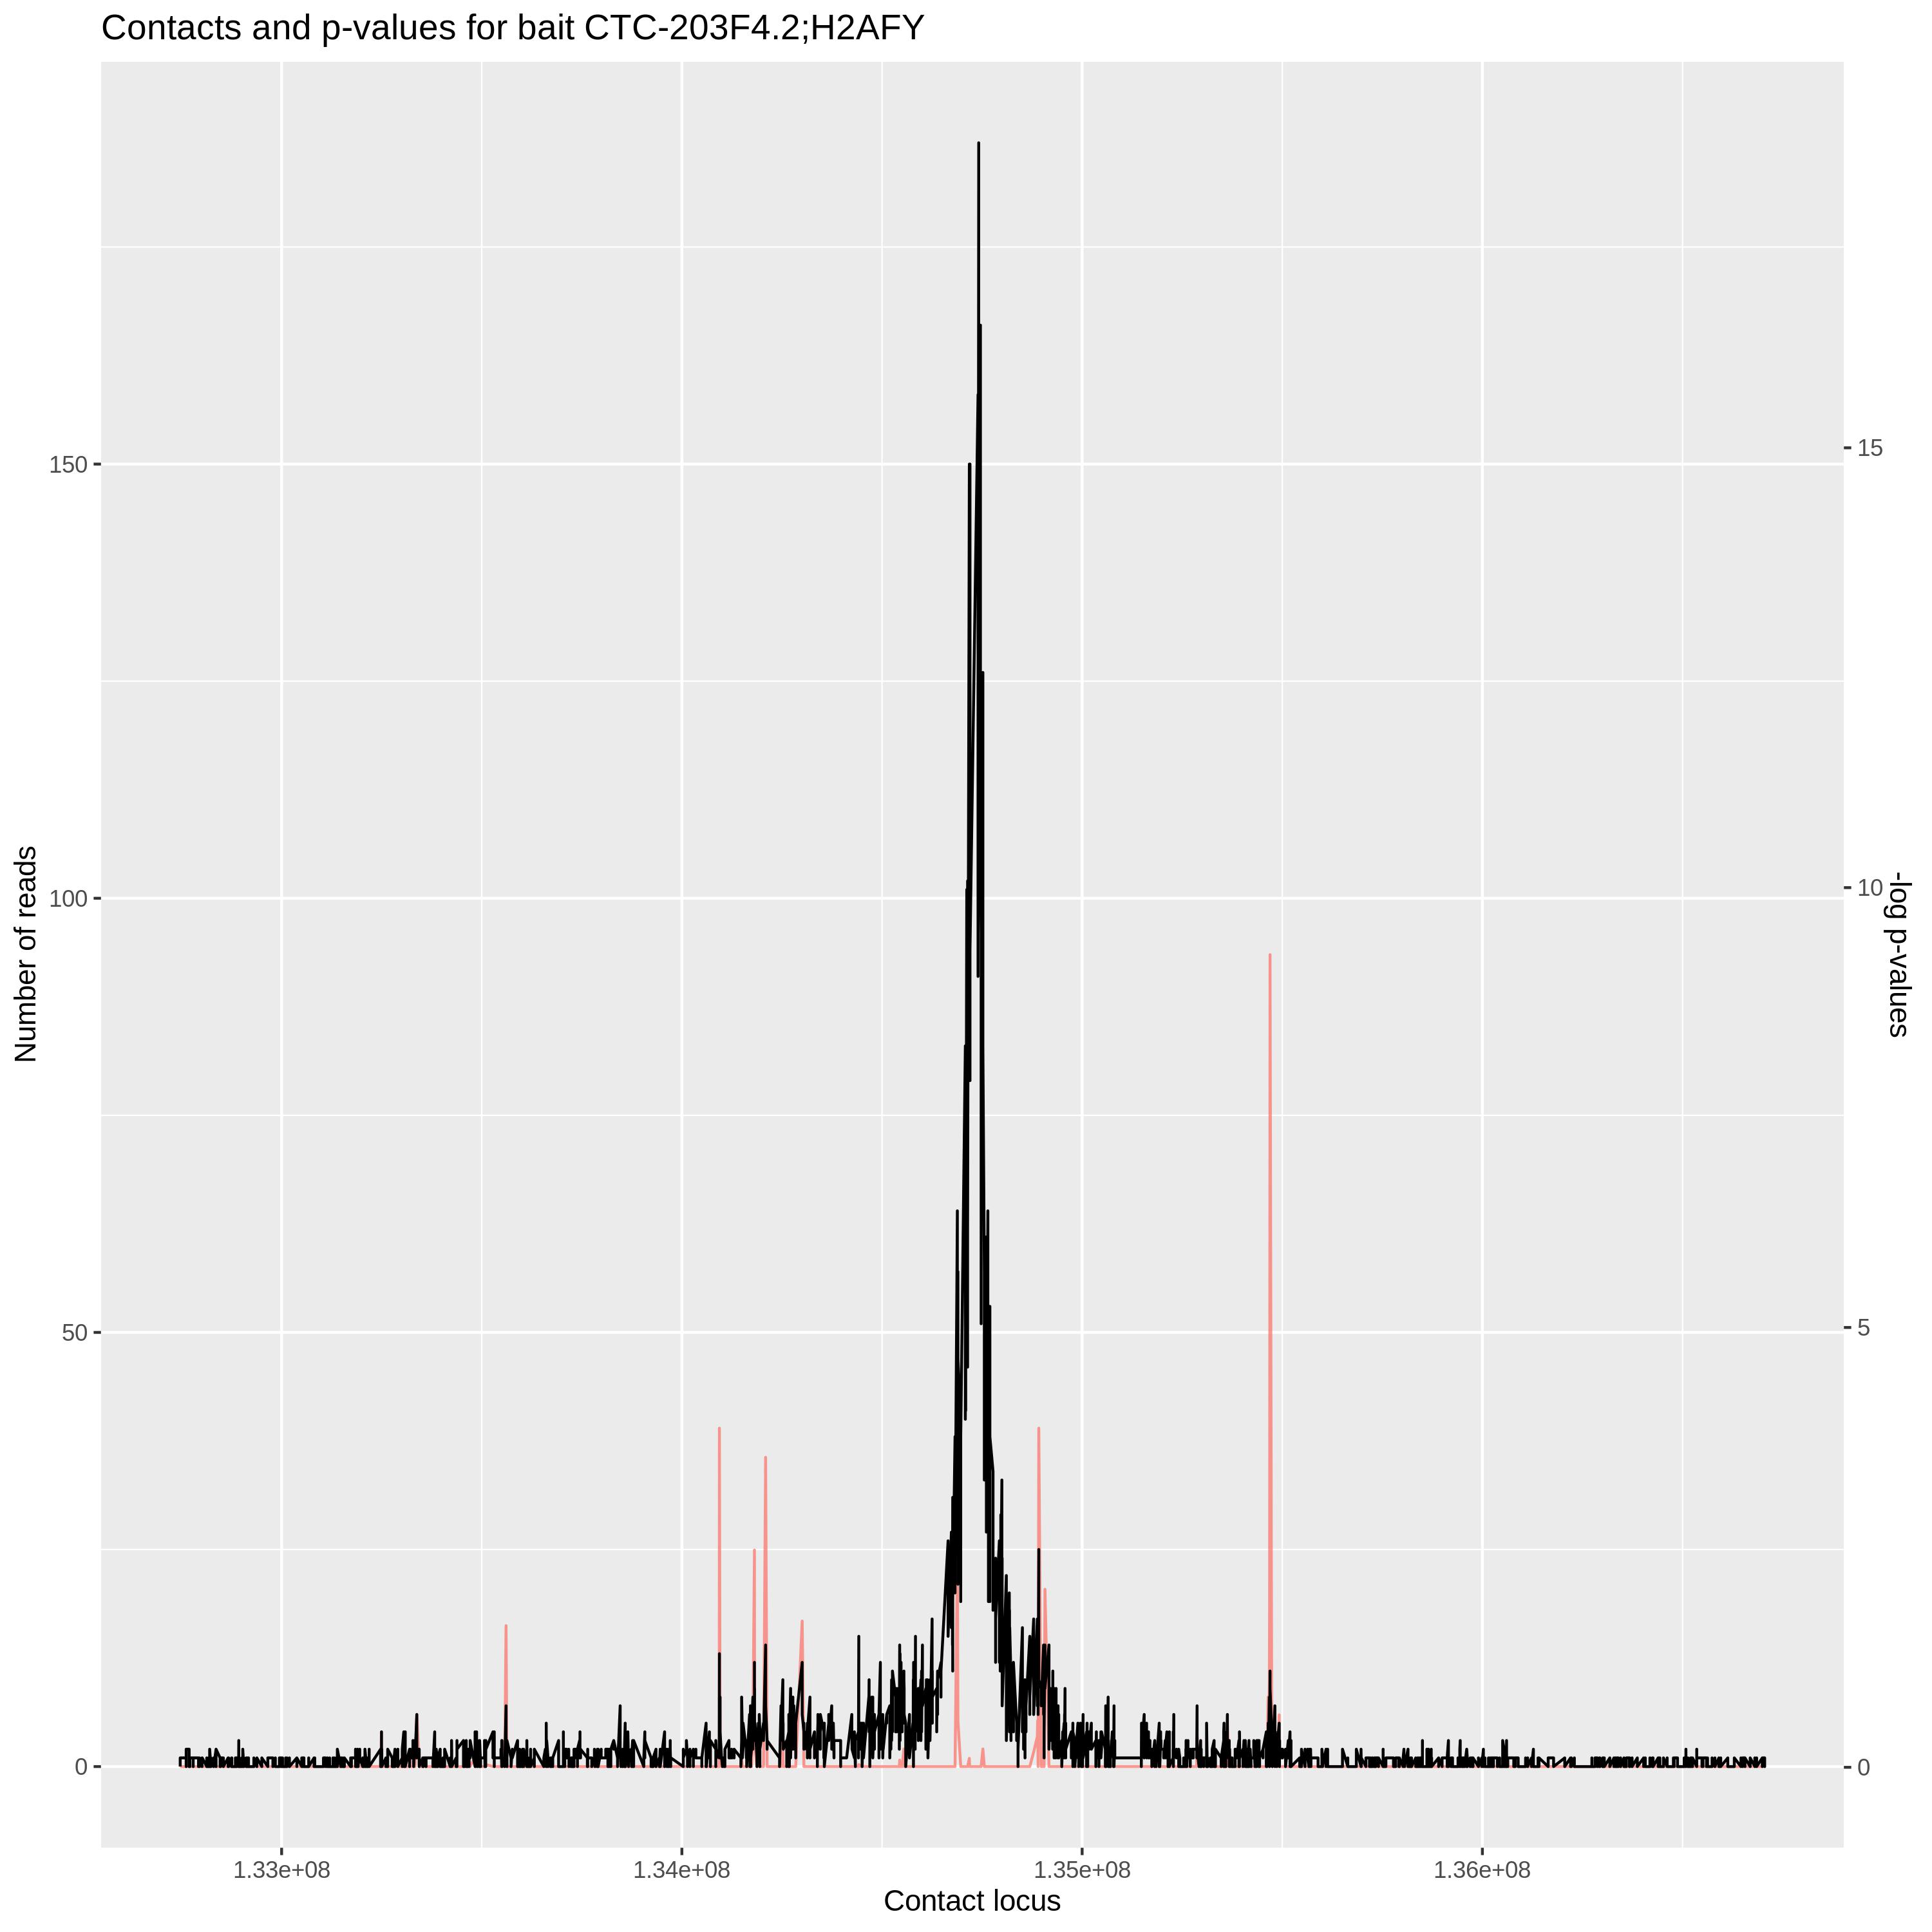 Contacts and p-values for bait CTC-203F4.2;H2AFY
150
100
50
0
Number of reads
15
10
5
0
-log p-values
1.33e+08
1.34e+08
1.35e+08
1.36e+08
Contact locus